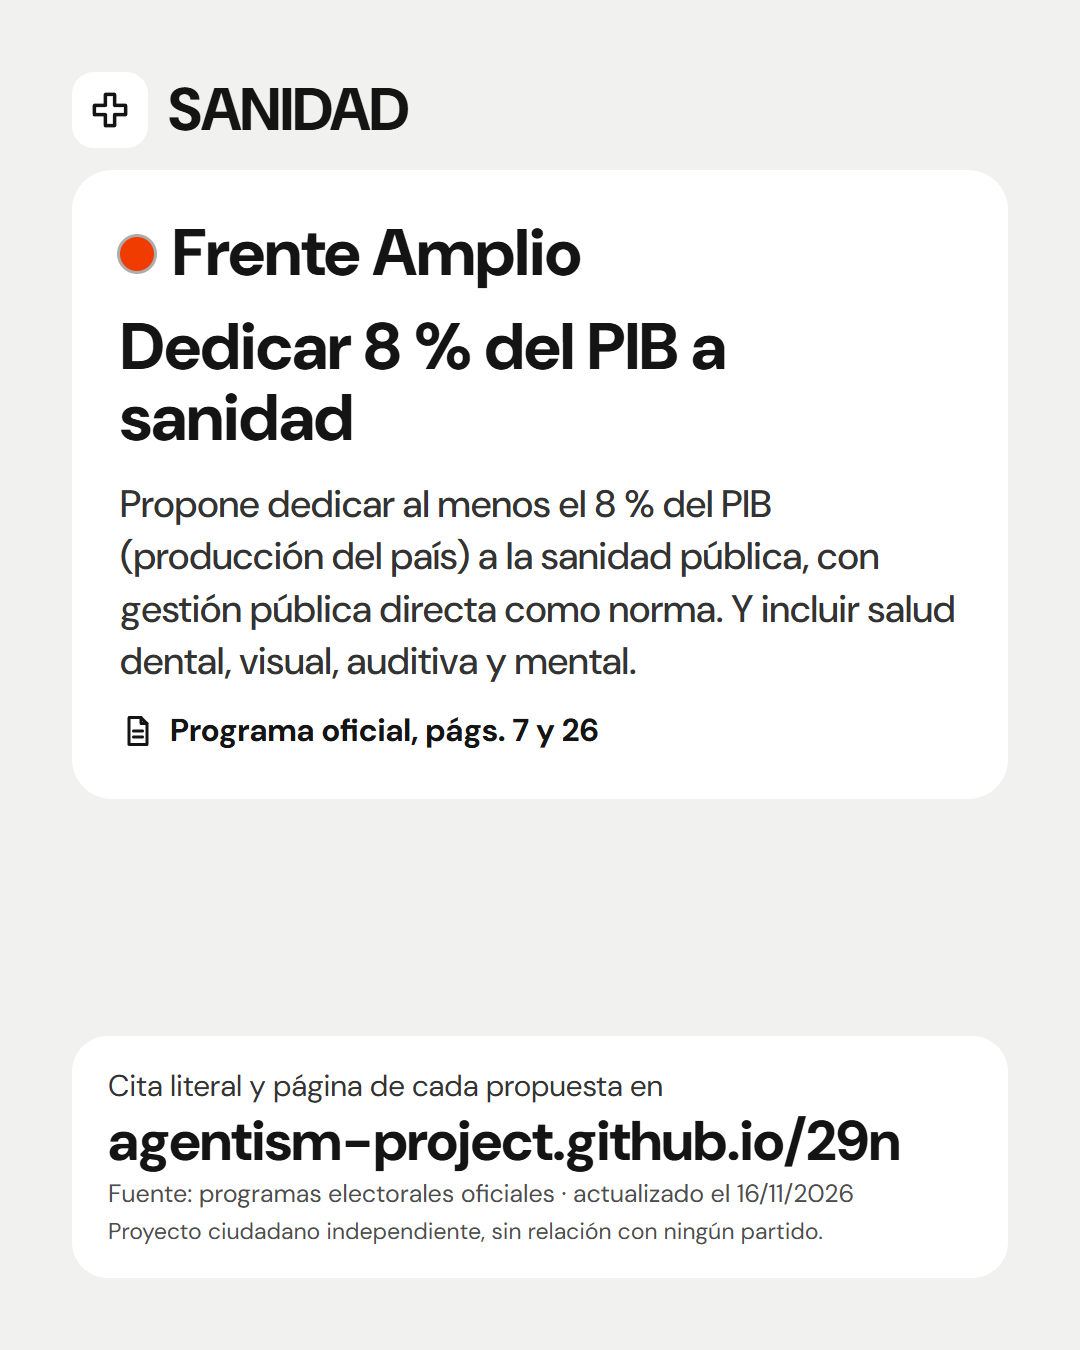 SANIDAD
Frente Amplio
Dedicar 8 % del PIB a
sanidad
Propone dedicar al menos el 8 % del PIB
(producción del país) a la sanidad pública, con
gestión pública directa como norma. Y incluir salud
dental, visual, auditiva y mental.
Programa oficial, págs. 7 y 26
Cita literal y página de cada propuesta en
agentism-project.github.io/29n
Fuente: programas electorales oficiales · actualizado el 16/11/2026
Proyecto ciudadano independiente, sin relación con ningún partido.